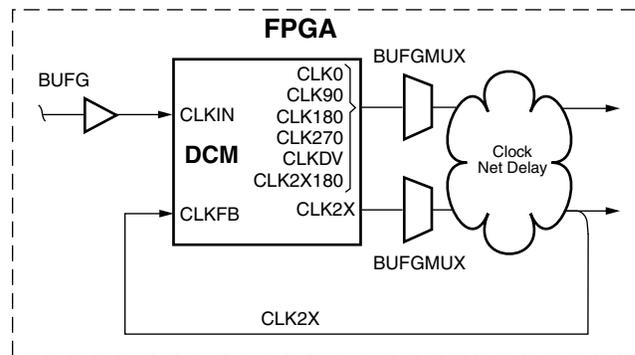 FPGA
BUFG
CLKIN
DCM
CLKFB
CLK0
CLK90
CLK180
CLK270
CLKDV
CLK2X180
CLK2X
BUFGMUX
BUFGMUX
Clock
Net Delay
CLK2X